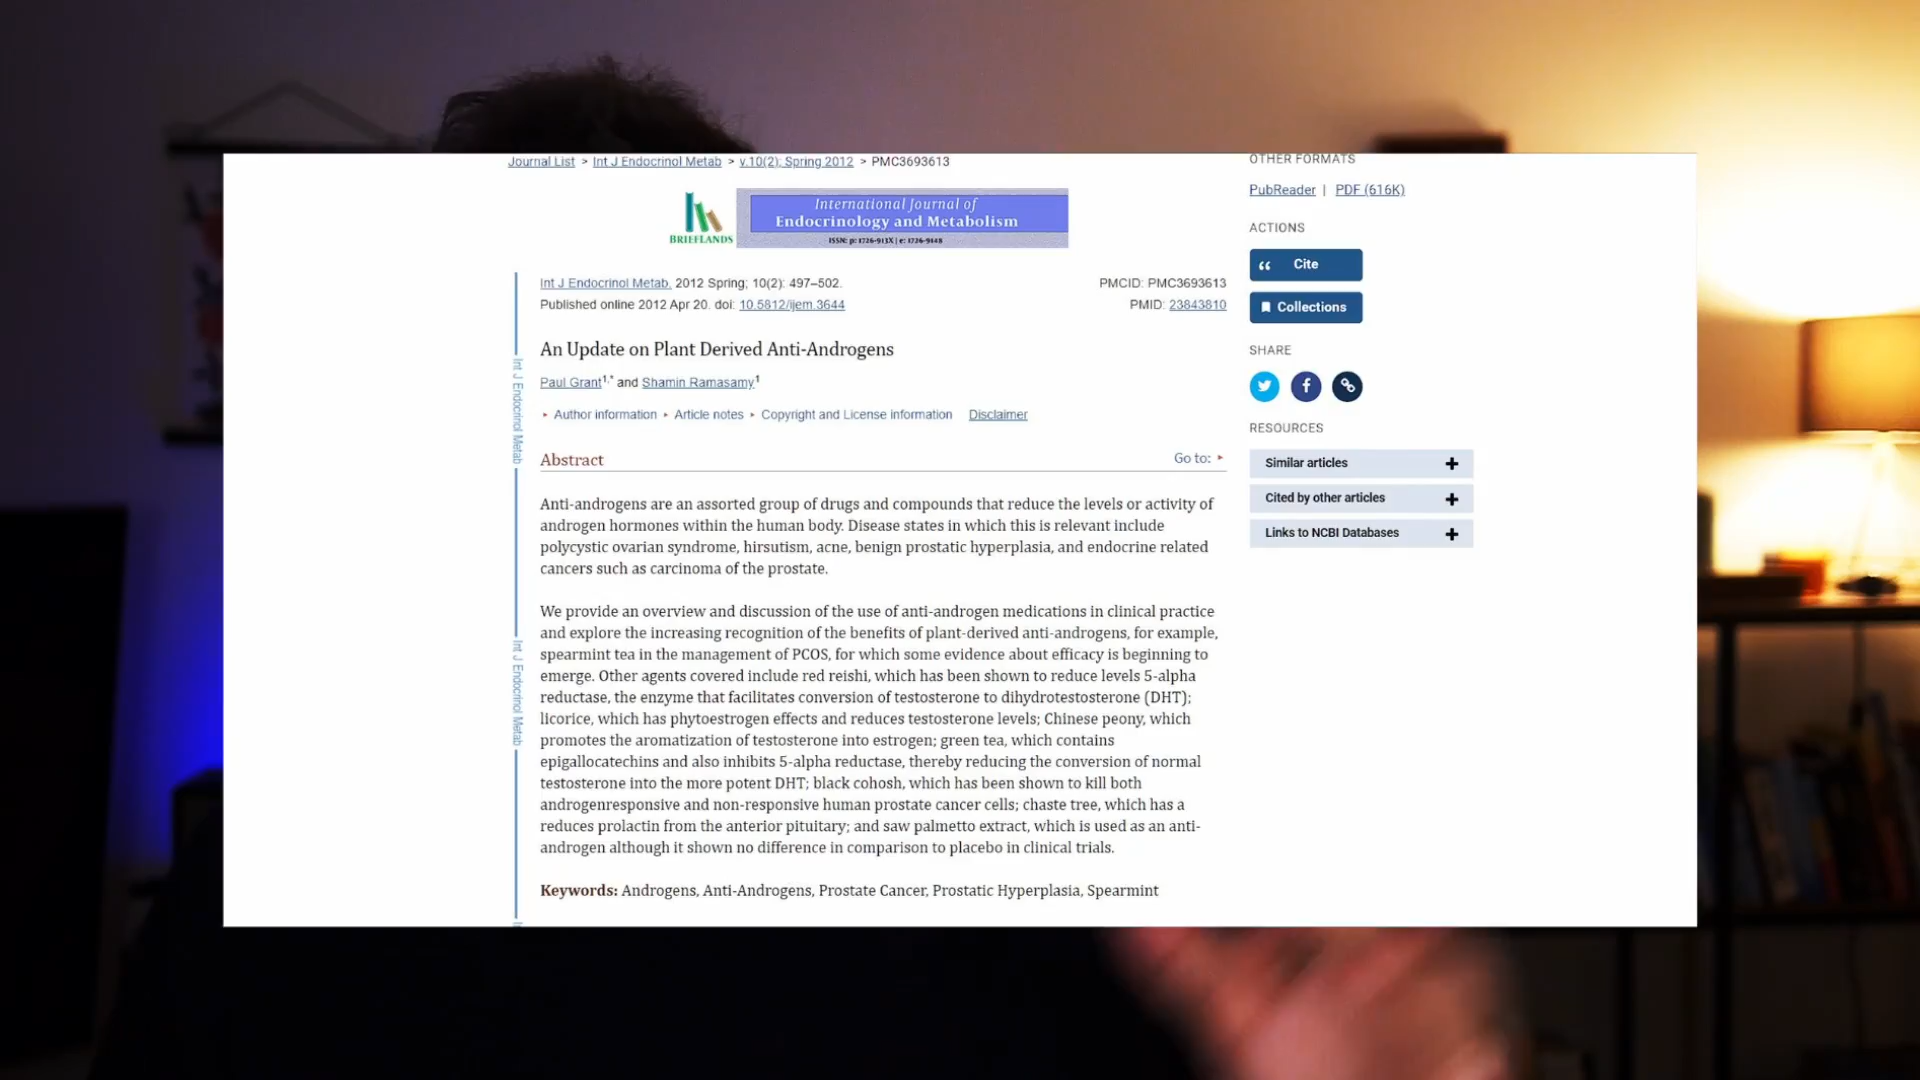 Journal List > Int J Endocrinol Metab > v.10(2); Spring 2012 > PMC3693613
BRIEFLANDS
International Journal of
Endocrinology and Metabolism
ISSN: p: 1726-913X | e: 1726-9148
Int J Endocrinol Metab. 2012 Spring; 10(2): 497–502.
PMCID: PMC3693613
Published online 2012 Apr 20. doi: 10.5812/ijem.3644
PMID: 23843810
An Update on Plant Derived Anti-Androgens
Paul Grant1,* and Shamin Ramasamy1
Author information ▸ Article notes ▸ Copyright and License information Disclaimer
Abstract
Go to: ▸
Anti-androgens are an assorted group of drugs and compounds that reduce the levels or activity of
androgen hormones within the human body. Disease states in which this is relevant include
polycystic ovarian syndrome, hirsutism, acne, benign prostatic hyperplasia, and endocrine related
cancers such as carcinoma of the prostate.
We provide an overview and discussion of the use of anti-androgen medications in clinical practice
and explore the increasing recognition of the benefits of plant-derived anti-androgens, for example,
spearmint tea in the management of PCOS, for which some evidence about efficacy is beginning to
emerge. Other agents covered include red reishi, which has been shown to reduce levels 5-alpha
reductase, the enzyme that facilitates conversion of testosterone to dihydrotestosterone (DHT);
licorice, which has phytoestrogen effects and reduces testosterone levels; Chinese peony, which
promotes the aromatization of testosterone into estrogen; green tea, which contains
epigallocatechins and also inhibits 5-alpha reductase, thereby reducing the conversion of normal
testosterone into the more potent DHT; black cohosh, which has been shown to kill both
androgenresponsive and non-responsive human prostate cancer cells; chaste tree, which has a
reduces prolactin from the anterior pituitary; and saw palmetto extract, which is used as an anti-
androgen although it shown no difference in comparison to placebo in clinical trials.
Keywords: Androgens, Anti-Androgens, Prostate Cancer, Prostatic Hyperplasia, Spearmint
Int J Endocrinol Metab
Int J Endocrinol Metab
OTHER FORMATS
PubReader | PDF (616K)
ACTIONS
Cite
Collections
SHARE
RESOURCES
Similar articles
Cited by other articles
Links to NCBI Databases